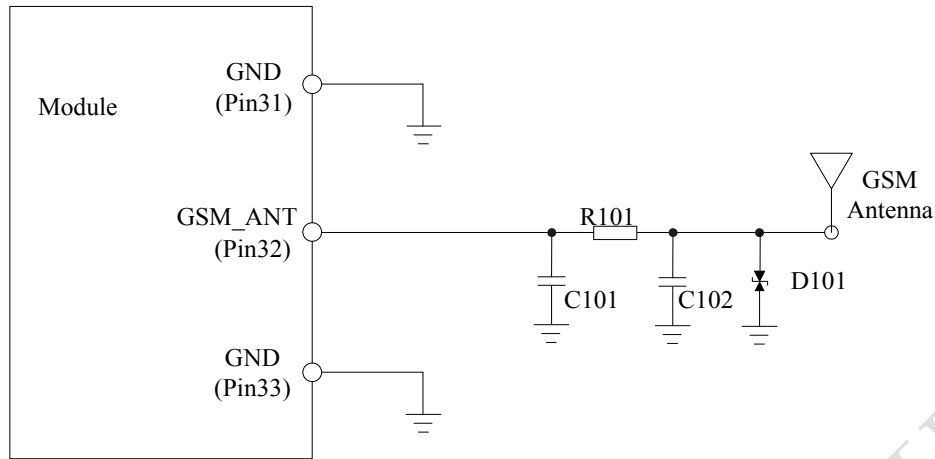 GND
(Pin31)
Module
GSM_ANT
(Pin32)
R101
GSM
Antenna
C101
C102
D101
GND
(Pin33)